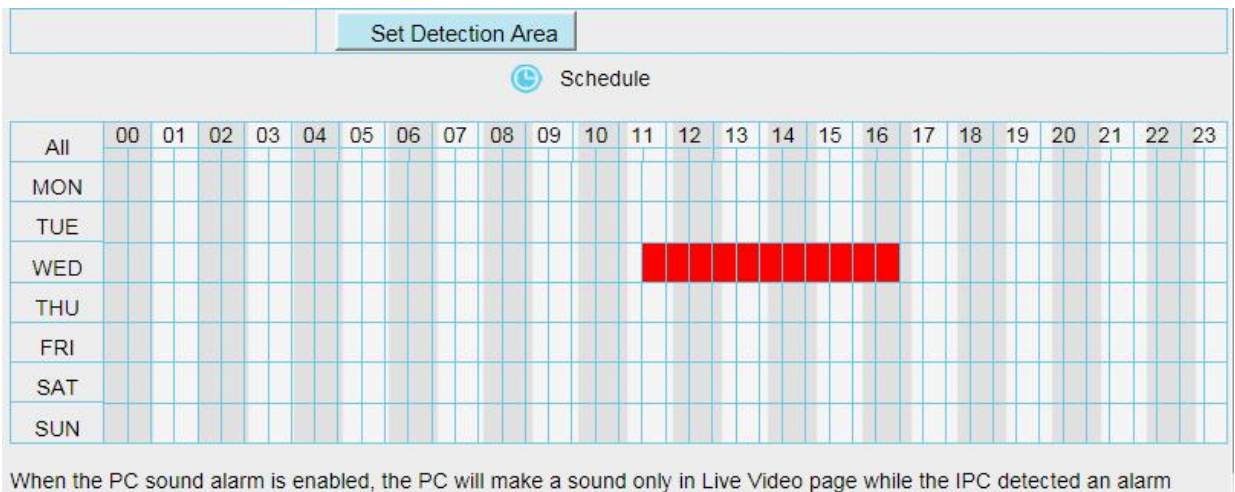 Set Detection Area
Schedule
All 00 01 02 03 04 05 06 07 08 09 10 11 12 13 14 15 16 17 18 19 20 21 22 23
MON
TUE
WED
THU
FRI
SAT
SUN
When the PC sound alarm is enabled, the PC will make a sound only in Live Video page while the IPC detected an alarm